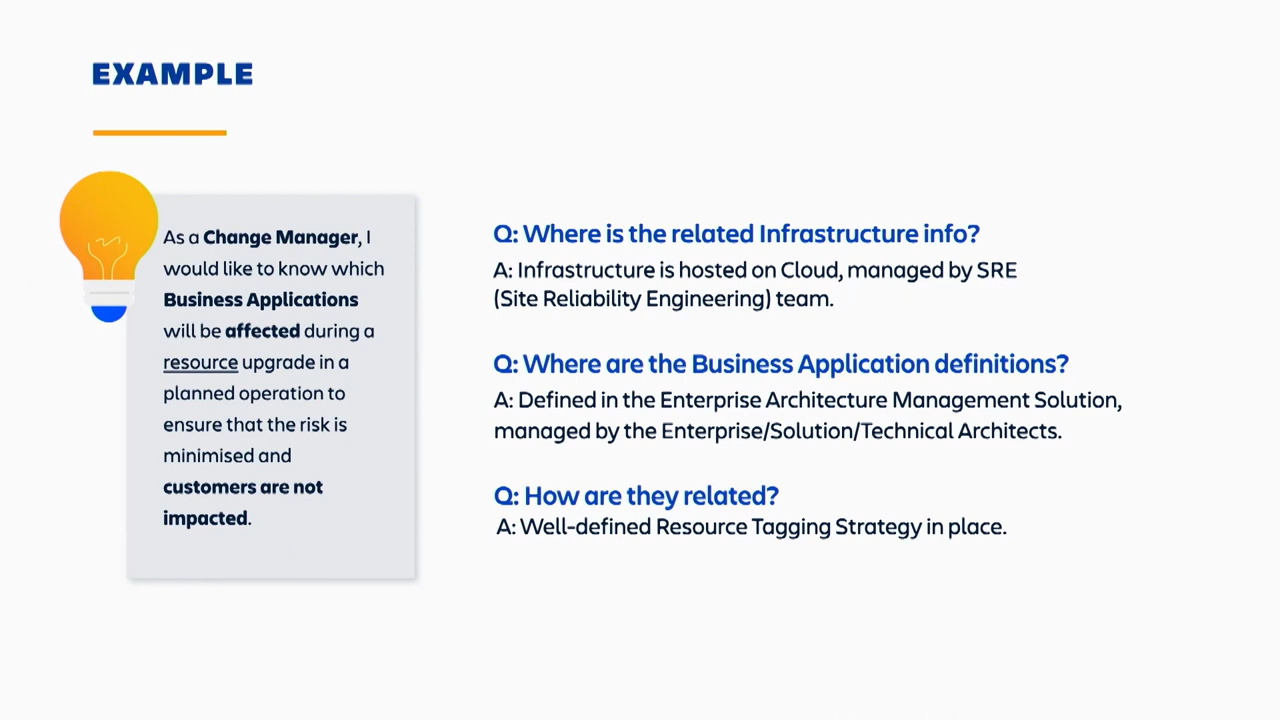 EXAMPLE
As a Change Manager, I
would like to know which
Business Applications
will be affected during a
resource upgrade in a
planned operation to
ensure that the risk is
minimised and
customers are not
impacted.
Q: Where is the related Infrastructure info?
A: Infrastructure is hosted on Cloud, managed by SRE
(Site Reliability Engineering) team.
Q: Where are the Business Application definitions?
A: Defined in the Enterprise Architecture Management Solution,
managed by the Enterprise/Solution/Technical Architects.
Q: How are they related?
A: Well-defined Resource Tagging Strategy in place.